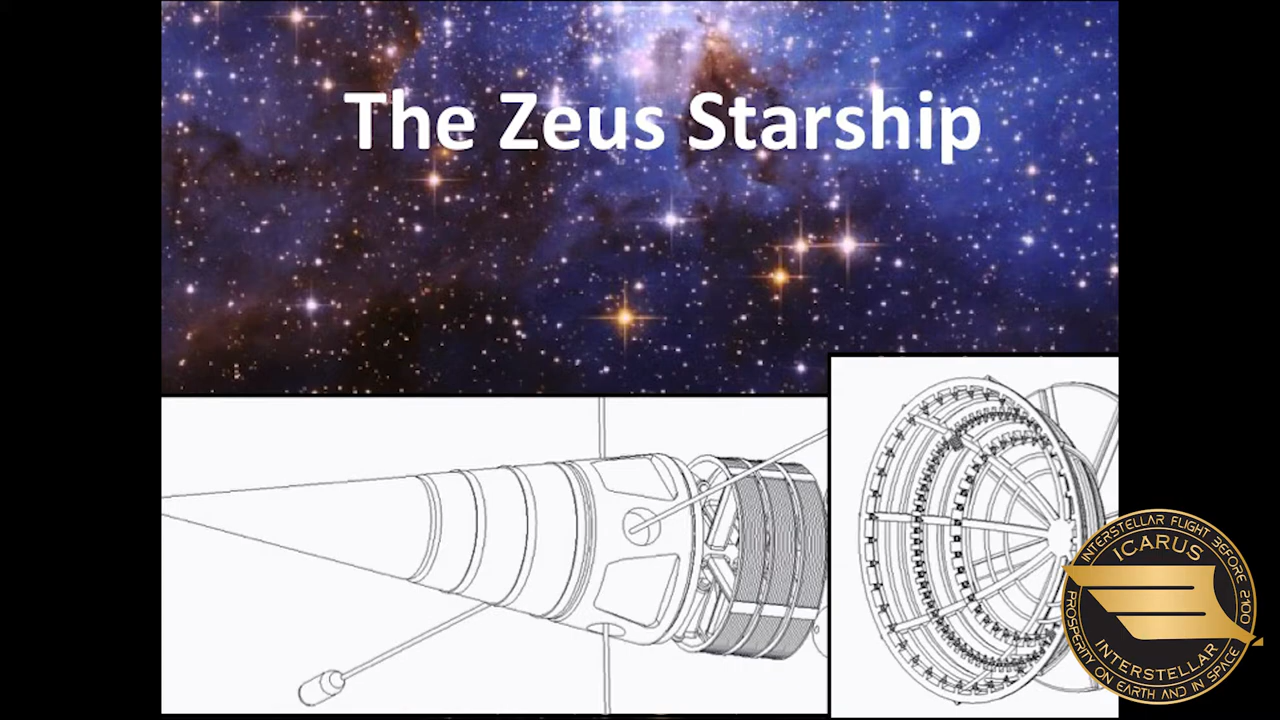 The Zeus Starship
INTERSTELLAR FLIGHT BEFORE 2100
ICARUS
INTERSTELLAR
PROSPERITY ON EARTH AND IN SPACE